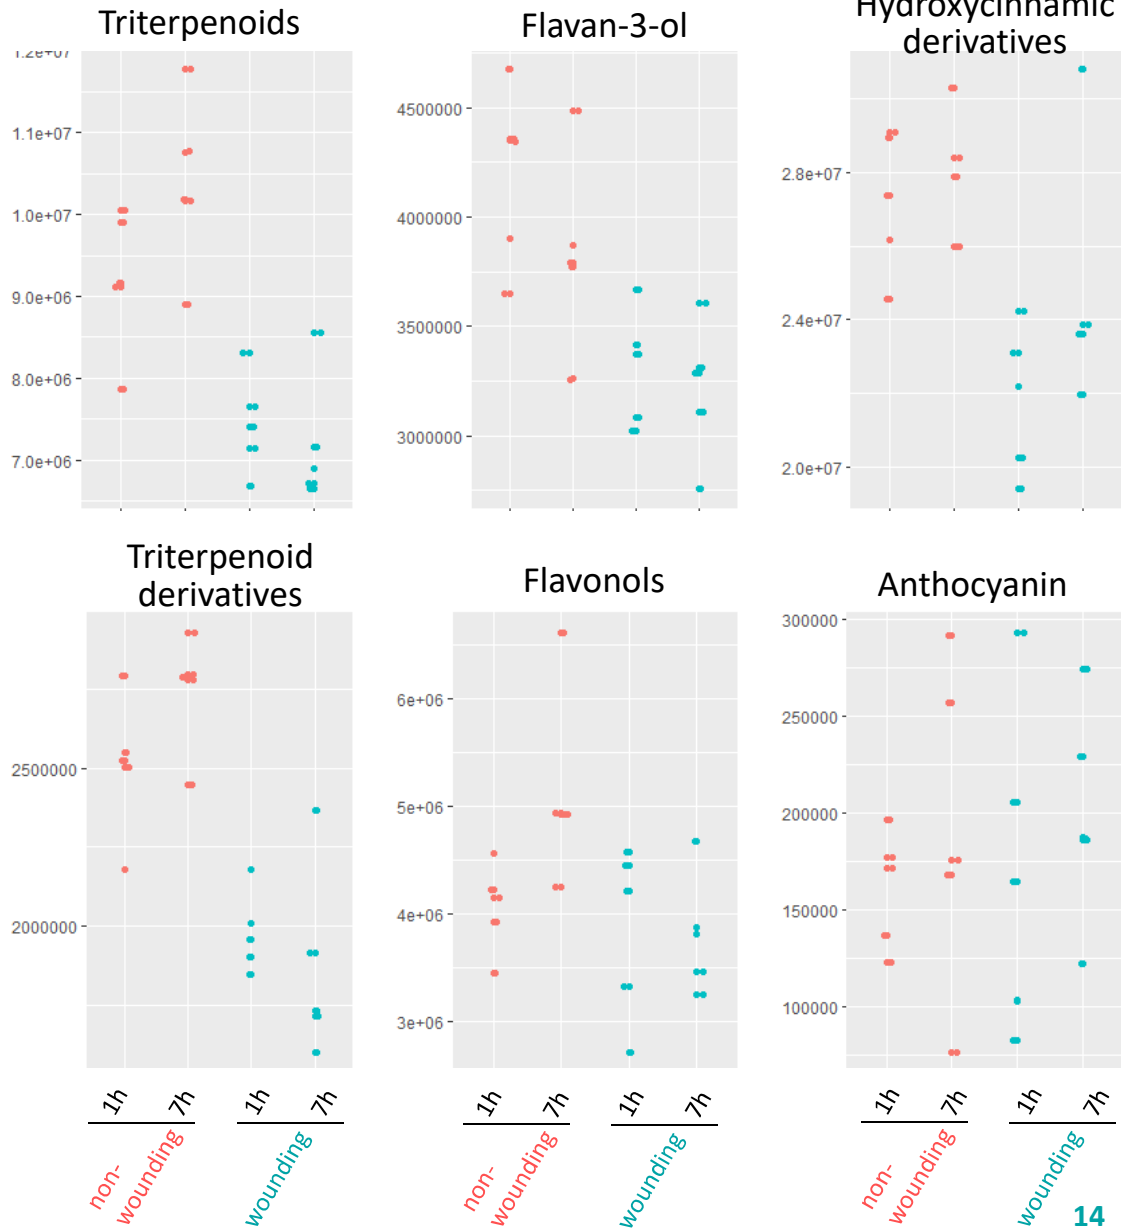 Triterpenoids
Flavan-3-ol
Hydroxycinnamic
derivatives
1.2e+07
1.1e+07
1.0e+07
9.0e+06
8.0e+06
7.0e+06
4500000
4000000
3500000
3000000
2.8e+07
2.4e+07
2.0e+07
Triterpenoid
derivatives
Flavonols
Anthocyanin
2500000
2000000
6e+06
5e+06
4e+06
3e+06
300000
250000
200000
150000
100000
1h
7h
1h
7h
non-
wounding
wounding
1h
7h
1h
7h
non-
wounding
wounding
1h
7h
1h
7h
non-
wounding
wounding
14